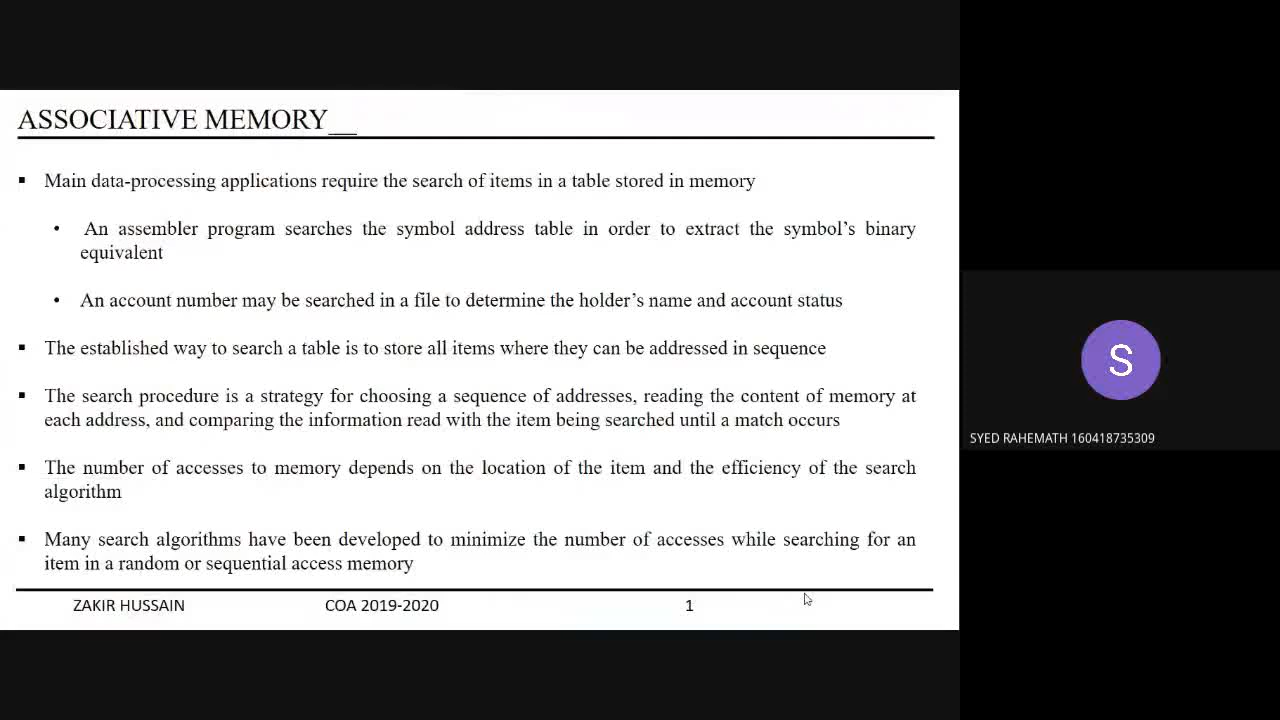 ASSOCIATIVE MEMORY__
▪ Main data-processing applications require the search of items in a table stored in memory
• An assembler program searches the symbol address table in order to extract the symbol’s binary
equivalent
• An account number may be searched in a file to determine the holder’s name and account status
▪ The established way to search a table is to store all items where they can be addressed in sequence
▪ The search procedure is a strategy for choosing a sequence of addresses, reading the content of memory at
each address, and comparing the information read with the item being searched until a match occurs
▪ The number of accesses to memory depends on the location of the item and the efficiency of the search
algorithm
▪ Many search algorithms have been developed to minimize the number of accesses while searching for an
item in a random or sequential access memory
ZAKIR HUSSAIN COA 2019-2020 1
S
SYED RAHEMATH 160418735309